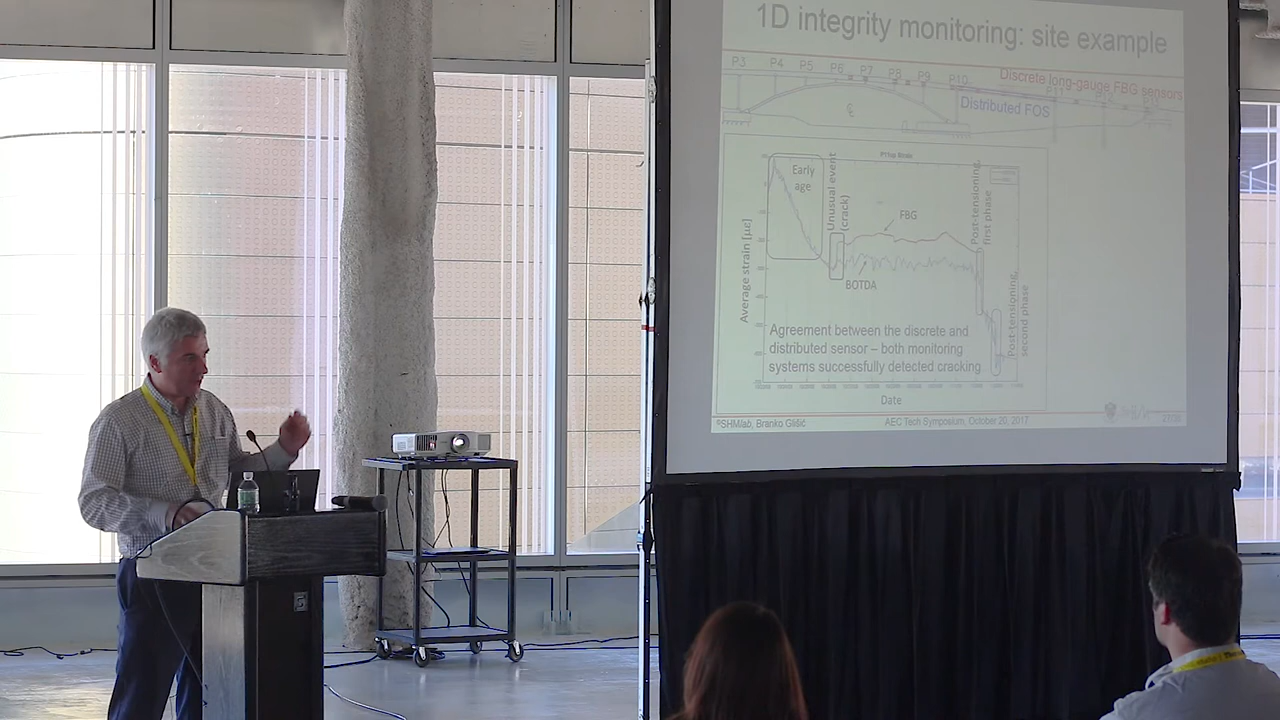 1D integrity monitoring: site example
P3 P4 P5 P6 P7 P8 P9 P10
Discrete long-gauge FBG sensors
Distributed FOS
Early
age
Unusual event
(crack)
FBG
BOTDA
Post-tensioning,
first phase
Post-tensioning,
second phase
Average strain [με]
Agreement between the discrete and
distributed sensor – both monitoring
systems successfully detected cracking
Date
SHMlab, Branko Glišić
AEC Tech Symposium, October 20, 2017